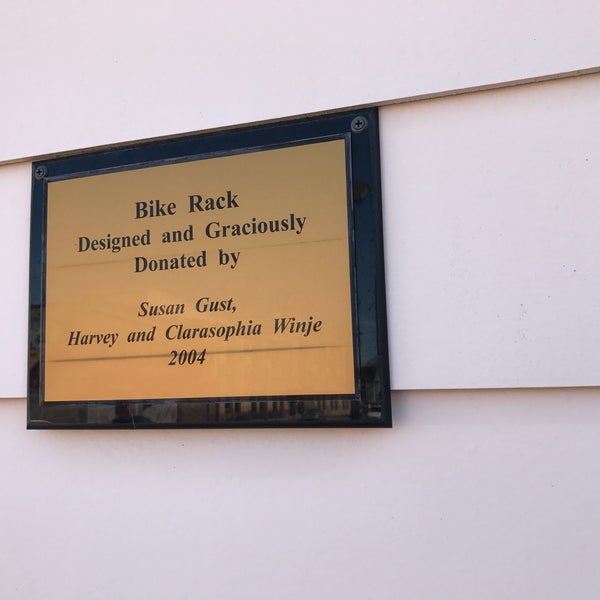 Bike Rack
Designed and Graciously
Donated by
Susan Gust,
Harvey and Clarasophia Winje
2004